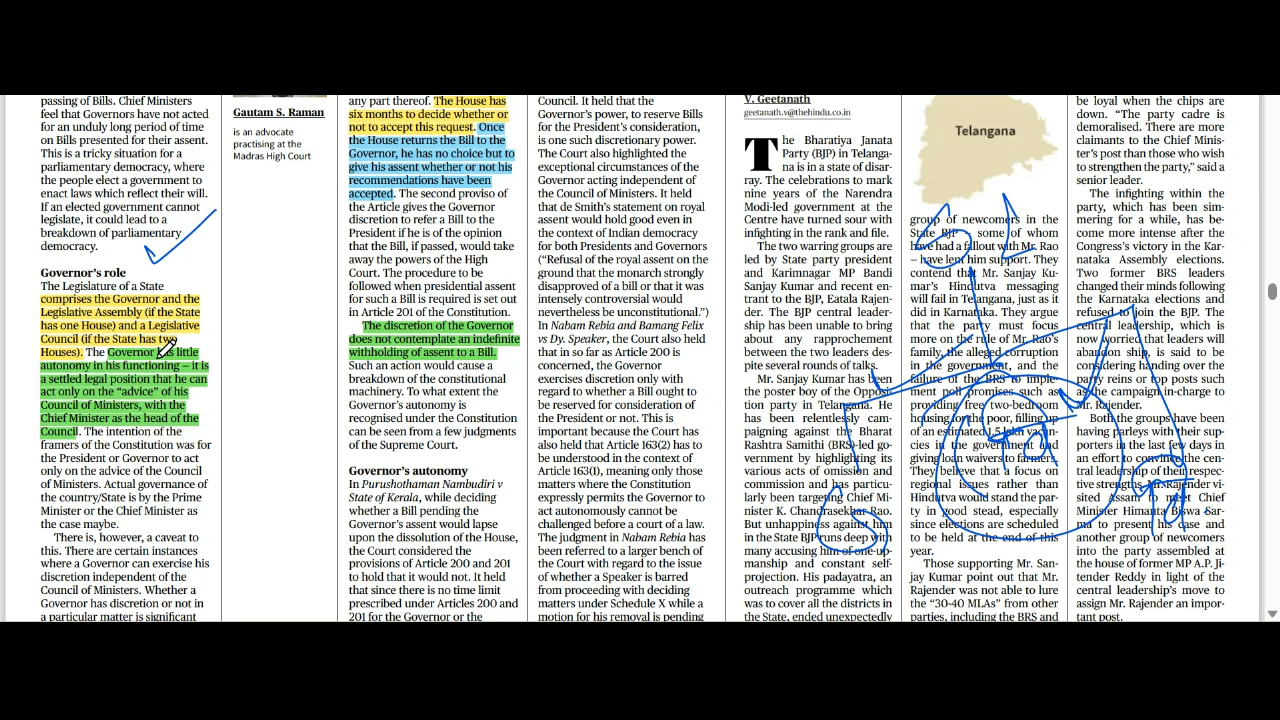 passing of Bills. Chief Ministers
feel that Governors have not acted
for an unduly long period of time
on Bills presented for their assent.
This is a tricky situation for a
parliamentary democracy, where
the people elect a government to
enact laws which reflect their will.
If an elected government cannot
legislate, it could lead to a
breakdown of parliamentary
democracy.
Governor's role
The Legislature of a State
comprises the Governor and the
Legislative Assembly (if the State
has one House) and a Legislative
Council (if the State has two
Houses). The Governor has little
autonomy in his functioning – it is
a settled legal position that he can
act only on the “advice” of his
Council of Ministers, with the
Chief Minister as the head of the
Council. The intention of the
framers of the Constitution was for
the President or Governor to act
only on the advice of the Council
of Ministers. Actual governance of
the country/State is by the Prime
Minister or the Chief Minister as
the case maybe.
There is, however, a caveat to
this. There are certain instances
where a Governor can exercise his
discretion independent of the
Council of Ministers. Whether a
Governor has discretion or not in
a particular matter is significant
Gautam S. Raman
is an advocate
practising at the
Madras High Court
any part thereof. The House has
six months to decide whether or
not to accept this request. Once
the House returns the Bill to the
Governor, he has no choice but to
give his assent whether or not his
recommendations have been
accepted. The second proviso of
the Article gives the Governor
discretion to refer a Bill to the
President if he is of the opinion
that the Bill, if passed, would take
away the powers of the High
Court. The procedure to be
followed when presidential assent
for such a Bill is required is set out
in Article 201 of the Constitution.
The discretion of the Governor
does not contemplate an indefinite
withholding of assent to a Bill.
Such an action would cause a
breakdown of the constitutional
machinery. To what extent the
Governor's autonomy is
recognised under the Constitution
can be seen from a few judgments
of the Supreme Court.
Governor's autonomy
In Purushothaman Nambudiri v
State of Kerala, while deciding
whether a Bill pending the
Governor's assent would lapse
upon the dissolution of the House,
the Court considered the
provisions of Article 200 and 201
to hold that it would not. It held
that since there is no time limit
prescribed under Articles 200 and
201 for the Governor or the
Council. It held that the
Governor's power, to reserve Bills
for the President's consideration,
is one such discretionary power.
The Court also highlighted the
exceptional circumstances of the
Governor acting independent of
the Council of Ministers. It held
that de Smith's statement on royal
assent would hold good even in
the context of Indian democracy
for both Presidents and Governors
(“Refusal of the royal assent on the
ground that the monarch strongly
disapproved of a bill or that it was
intensely controversial would
nevertheless be unconstitutional.”)
In Nabam Rebia and Bamang Felix
vs Dy. Speaker, the Court also held
that in so far as Article 200 is
concerned, the Governor
exercises discretion only with
regard to whether a Bill ought to
be reserved for consideration of
the President or not. This is
important because the Court has
also held that Article 163(2) has to
be understood in the context of
Article 163(1), meaning only those
matters where the Constitution
expressly permits the Governor to
act autonomously cannot be
challenged before a court of law.
The judgment in Nabam Rebia has
been referred to a larger bench of
the Court with regard to the issue
of whether a Speaker is barred
from proceeding with deciding
matters under Schedule X while a
motion for his removal is pending
V. Geetanath
geetanath.v@thehindu.co.in
The Bharatiya Janata
Party (BJP) in Telanga-
na is in a state of disar-
ray. The celebrations to mark
nine years of the Narendra
Modi-led government at the
Centre have turned sour with
infighting in the rank and file.
The two warring groups are
led by State party president
and Karimnagar MP Bandi
Sanjay Kumar and recent en-
trant to the BJP, Eatala Rajen-
der. The BJP central leader-
ship has been unable to bring
about any rapprochement
between the two leaders des-
pite several rounds of talks.
Mr. Sanjay Kumar has been
the poster boy of the Opposi-
tion party in Telangana. He
has been relentlessly cam-
paigning against the Bharat
Rashtra Samithi (BRS)-led go-
vernment by highlighting its
various acts of omission and
commission and has particu-
larly been targeting Chief Mi-
nister K. Chandrasekhar Rao.
But unhappiness against him
in the State BJP runs deep with
many accusing him of one-up-
manship and constant self-
projection. His padayatra, an
outreach programme which
was to cover all the districts in
the State, ended unexpectedly
Telangana
group of newcomers in the
State BJP – some of whom
have had a fallout with Mr. Rao
– have lent him support. They
contend that Mr. Sanjay Ku-
mar's Hindutva messaging
will fail in Telangana, just as it
did in Karnataka. They argue
that the party must focus
more on the rule of Mr. Rao's
family, the alleged corruption
in the government, and the
failure of the BRS to imple-
ment poll promises such as
providing free two-bedroom
housing for the poor, filling up
of an estimated 1.5 lakh vacan-
cies in the government and
giving loan waivers to farmers.
They believe that a focus on
regional issues rather than
Hindutva would stand the par-
ty in good stead, especially
since elections are scheduled
to be held at the end of this
year.
Those supporting Mr. San-
jay Kumar point out that Mr.
Rajender was not able to lure
the “30-40 MLAs” from other
parties, including the BRS and
be loyal when the chips are
down. “The party cadre is
demoralised. There are more
claimants to the Chief Minis-
ter's post than those who wish
to strengthen the party,” said a
senior leader.
The infighting within the
party, which has been sim-
mering for a while, has be-
come more intense after the
Congress's victory in the Kar-
nataka Assembly elections.
Two former BRS leaders
changed their minds following
the Karnataka elections and
refused to join the BJP. The
central leadership, which is
now worried that leaders will
abandon ship, is said to be
considering handing over the
party reins or top posts such
as the campaign in-charge to
Mr. Rajender.
Both the groups have been
having parleys with their sup-
porters in the last few days in
an effort to convince the cen-
tral leadership of their respec-
tive strengths. Mr. Rajender vi-
sited Assam to meet Chief
Minister Himanta Biswa Sar-
ma to present his case and
another group of newcomers
into the party assembled at
the house of former MP A.P. Ji-
tender Reddy in light of the
central leadership's move to
assign Mr. Rajender an impor-
tant post.